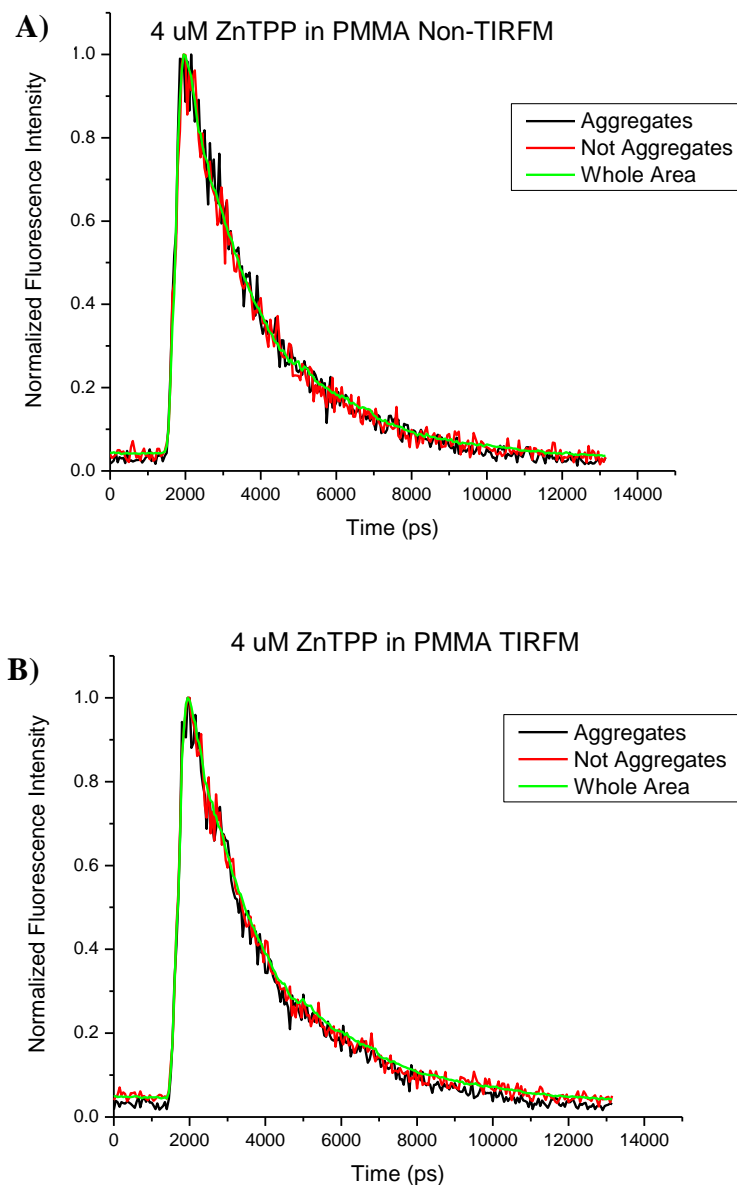 A)
4 uM ZnTPP in PMMA Non-TIRFM
Aggregates
Not Aggregates
Whole Area
Normalized Fluorescence Intensity
1.0
0.8
0.6
0.4
0.2
0.0
0 2000 4000 6000 8000 10000 12000 14000
Time (ps)
B)
4 uM ZnTPP in PMMA TIRFM
Aggregates
Not Aggregates
Whole Area
Normalized Fluorescence Intensity
1.0
0.8
0.6
0.4
0.2
0.0
0 2000 4000 6000 8000 10000 12000 14000
Time (ps)